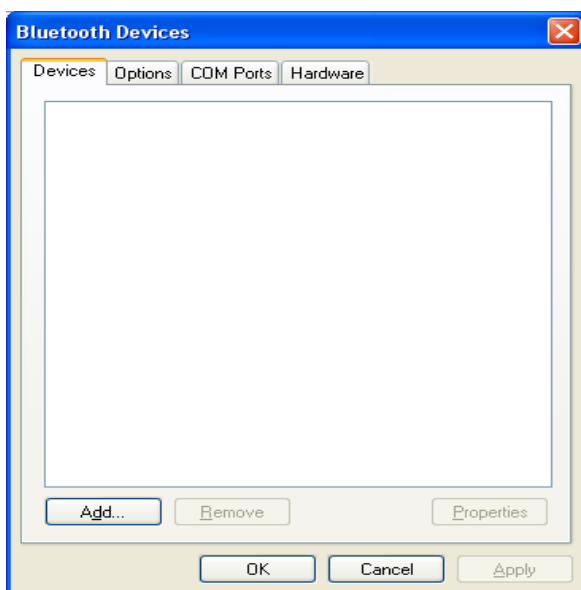 Bluetooth Devices
Devices Options COM Ports Hardware
Add... Remove Properties
OK Cancel Apply